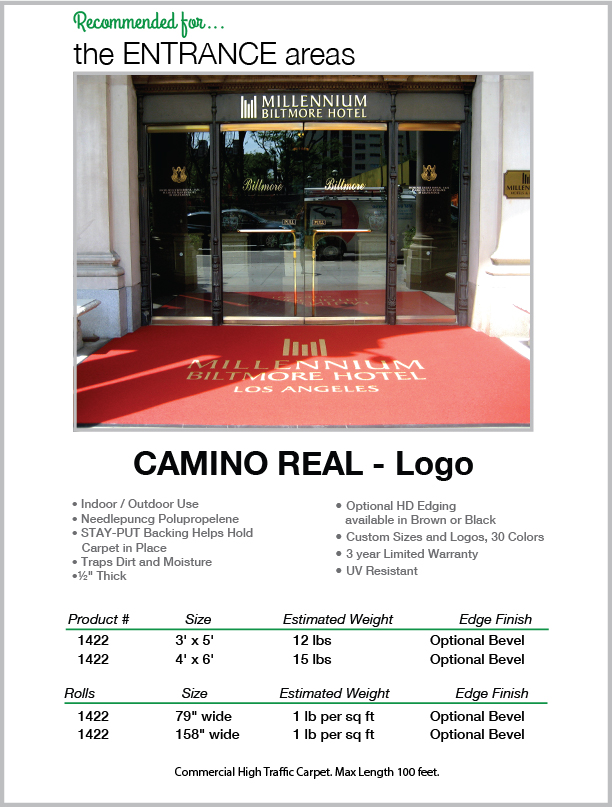 Recommended for...
the ENTRANCE areas
MILLENNIUM
BILTMORE HOTEL
Biltmore Biltmore
PULL PULL
MILLENNIUM
BILTMORE HOTEL
LOS ANGELES
CAMINO REAL - Logo
• Indoor / Outdoor Use
• Needlepuncg Polupropelene
• STAY-PUT Backing Helps Hold
Carpet in Place
• Traps Dirt and Moisture
•½" Thick
• Optional HD Edging
available in Brown or Black
• Custom Sizes and Logos, 30 Colors
• 3 year Limited Warranty
• UV Resistant
Product # Size Estimated Weight Edge Finish
1422 3' x 5' 12 lbs Optional Bevel
1422 4' x 6' 15 lbs Optional Bevel
Rolls Size Estimated Weight Edge Finish
1422 79" wide 1 lb per sq ft Optional Bevel
1422 158" wide 1 lb per sq ft Optional Bevel
Commercial High Traffic Carpet. Max Length 100 feet.